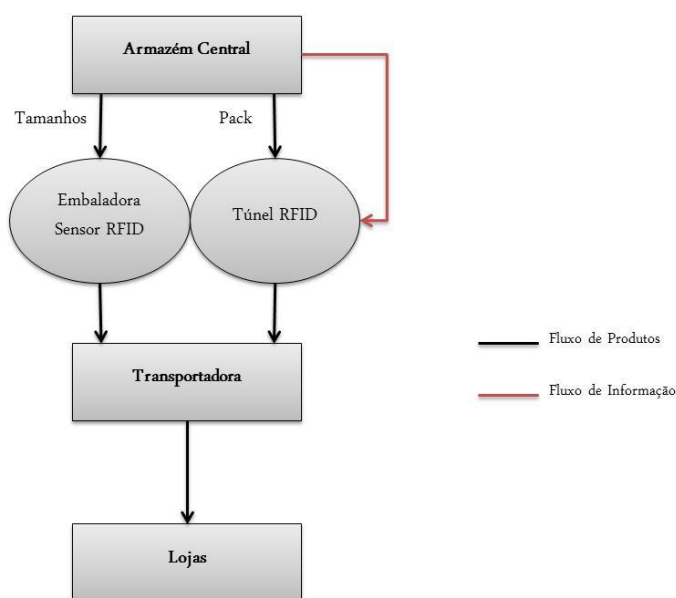 Armazém Central
Tamanhos
Pack
Embaladora
Sensor RFID
Túnel RFID
Fluxo de Produtos
Transportadora
Fluxo de Informação
Lojas